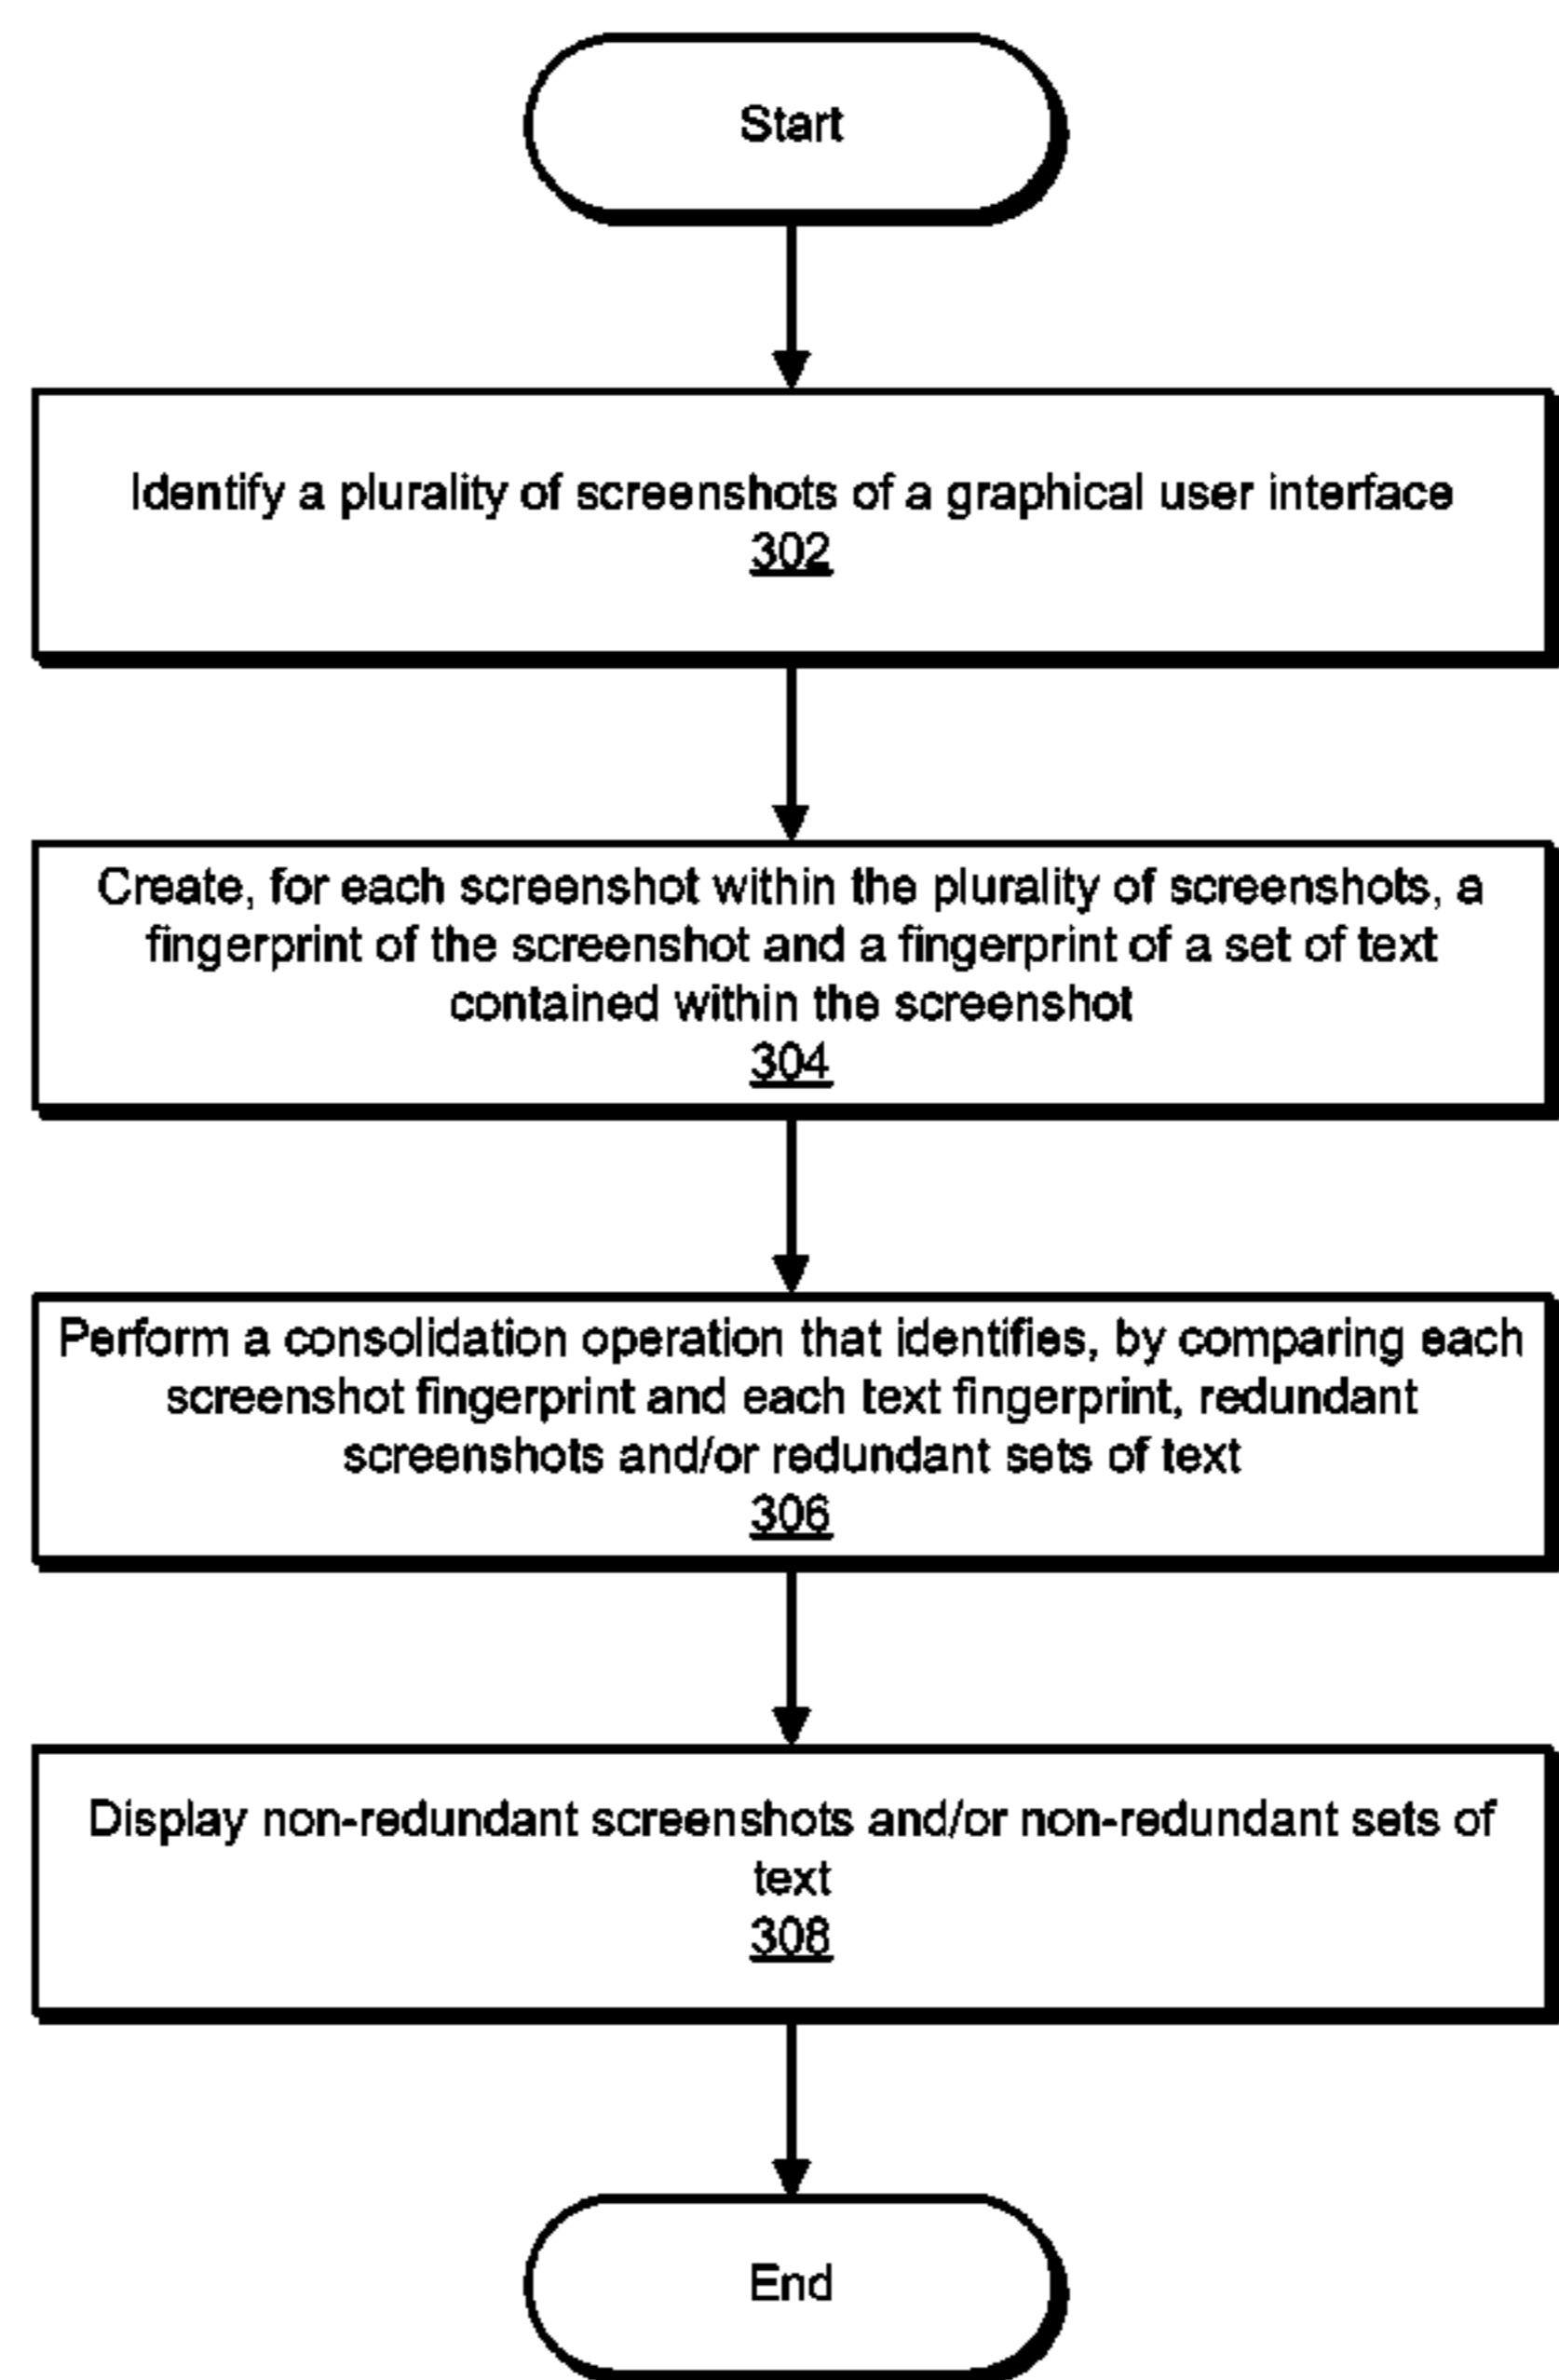 Start
Identify a plurality of screenshots of a graphical user interface
302
Create, for each screenshot within the plurality of screenshots, a
fingerprint of the screenshot and a fingerprint of a set of text
contained within the screenshot
304
Perform a consolidation operation that identifies, by comparing each
screenshot fingerprint and each text fingerprint, redundant
screenshots and/or redundant sets of text
306
Display non-redundant screenshots and/or non-redundant sets of
text
308
End